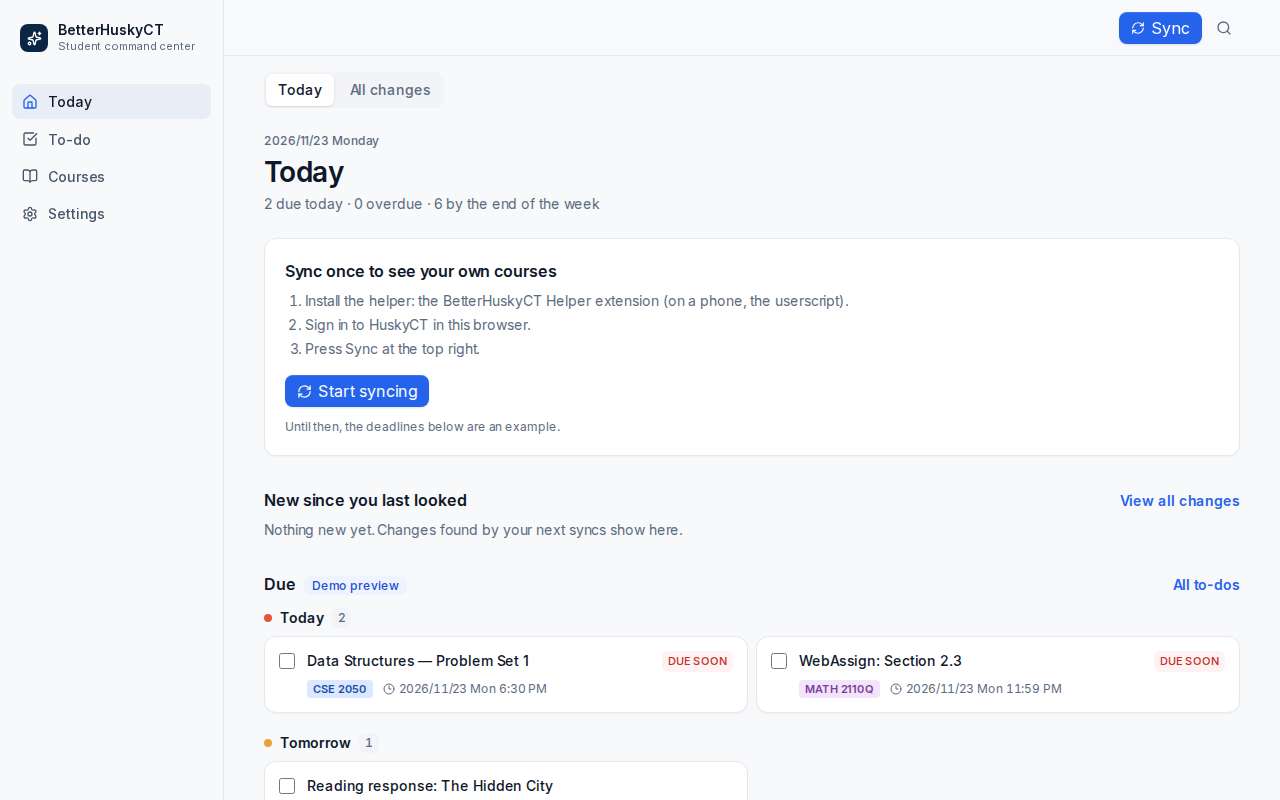 BetterHuskyCT
Student command center
Sync
Today
To-do
Courses
Settings
Today
All changes
2026/11/23 Monday
Today
2 due today · 0 overdue · 6 by the end of the week
Sync once to see your own courses
1. Install the helper: the BetterHuskyCT Helper extension (on a phone, the userscript).
2. Sign in to HuskyCT in this browser.
3. Press Sync at the top right.
Start syncing
Until then, the deadlines below are an example.
New since you last looked
View all changes
Nothing new yet. Changes found by your next syncs show here.
Due
Demo preview
All to-dos
Today 2
Data Structures — Problem Set 1
DUE SOON
CSE 2050
2026/11/23 Mon 6:30 PM
WebAssign: Section 2.3
DUE SOON
MATH 2110Q
2026/11/23 Mon 11:59 PM
Tomorrow 1
Reading response: The Hidden City